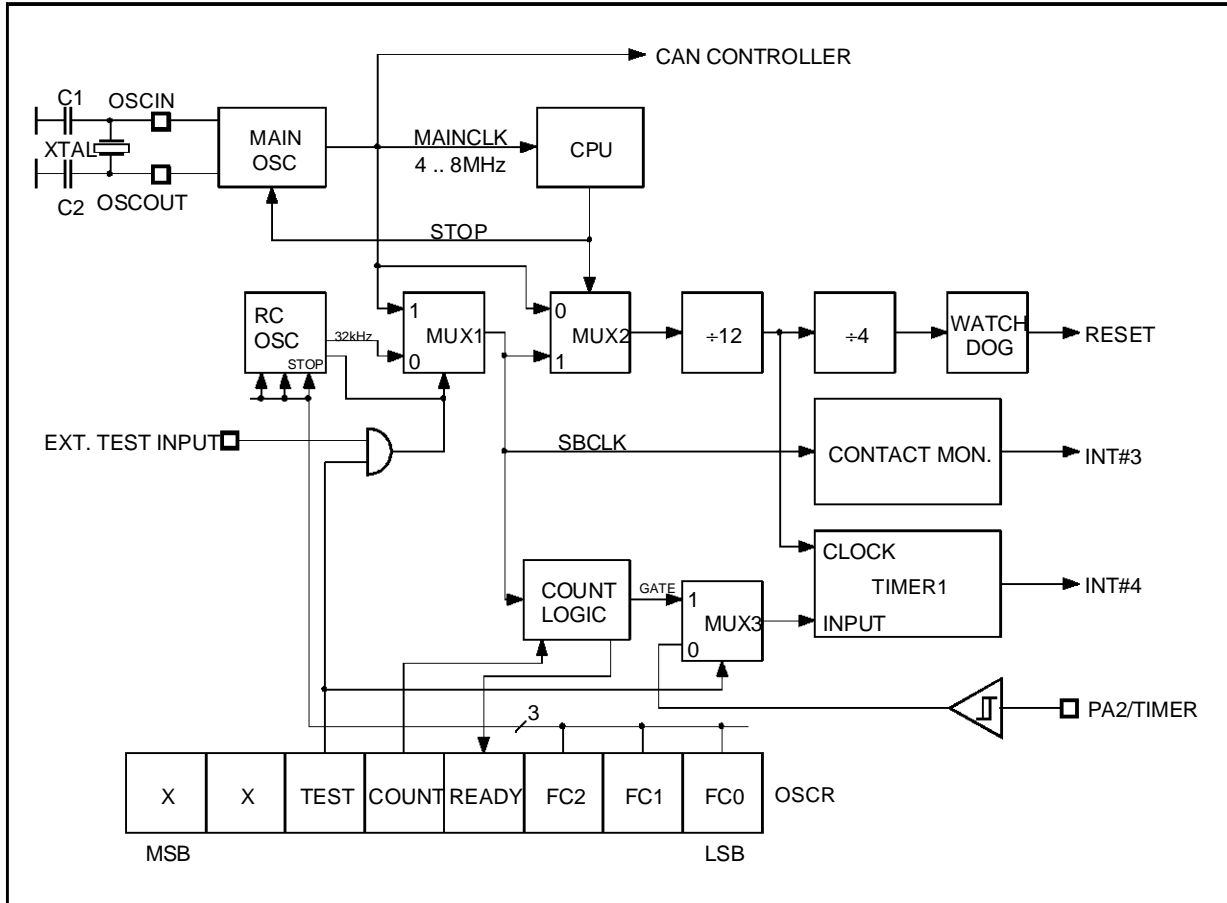 CAN CONTROLLER
C1
OSCIN
XTAL
C2
OSCOUT
MAIN
OSC
MAINCLK
4 .. 8MHz
CPU
STOP
RC
OSC
STOP
32kHz
1
0
MUX1
0
1
MUX2
÷12
÷4
WATCH
DOG
RESET
EXT. TEST INPUT
SBCLK
CONTACT MON.
INT#3
COUNT
LOGIC
GATE
1
0
MUX3
CLOCK
TIMER1
INPUT
INT#4
PA2/TIMER
3
X
X
TEST
COUNT
READY
FC2
FC1
FC0
OSCR
MSB
LSB